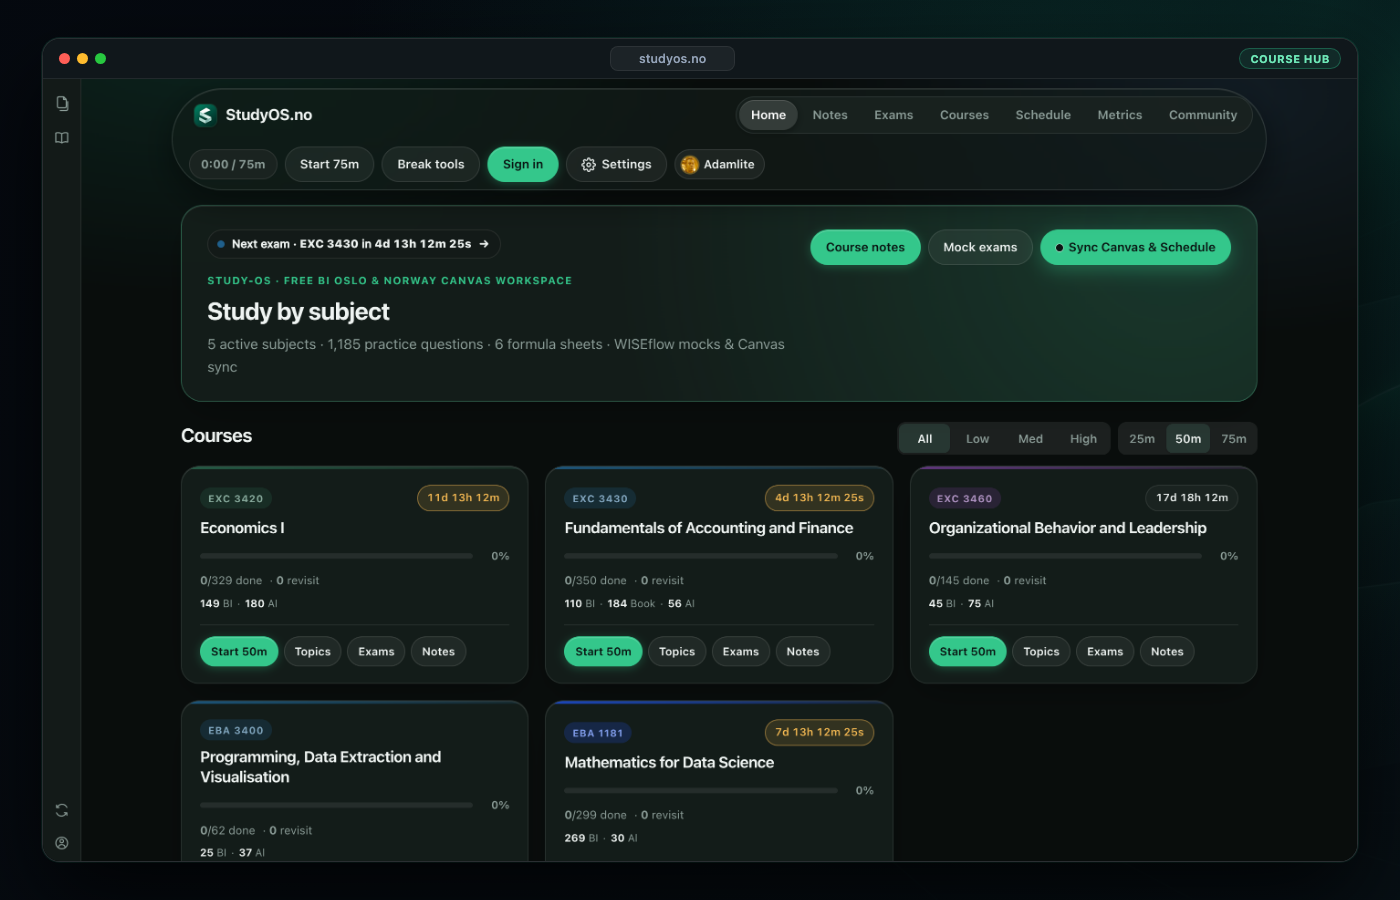 studyos.no
COURSE HUB
StudyOS.no
Home Notes Exams Courses Schedule Metrics Community
0:00 / 75m Start 75m Break tools Sign in Settings Adamlite
Next exam · EXC 3430 in 4d 13h 12m 25s →
Course notes Mock exams Sync Canvas & Schedule
STUDY-OS · FREE BI OSLO & NORWAY CANVAS WORKSPACE
Study by subject
5 active subjects · 1,185 practice questions · 6 formula sheets · WISEflow mocks & Canvas
sync
Courses
All Low Med High 25m 50m 75m
EXC 3420 11d 13h 12m
Economics I
0%
0/329 done · 0 revisit
149 BI · 180 AI
Start 50m Topics Exams Notes
EXC 3430 4d 13h 12m 25s
Fundamentals of Accounting and Finance
0%
0/350 done · 0 revisit
110 BI · 184 Book · 56 AI
Start 50m Topics Exams Notes
EXC 3460 17d 18h 12m
Organizational Behavior and Leadership
0%
0/145 done · 0 revisit
45 BI · 75 AI
Start 50m Topics Exams Notes
EBA 3400
Programming, Data Extraction and
Visualisation
0%
0/62 done · 0 revisit
25 BI · 37 AI
EBA 1181 7d 13h 12m 25s
Mathematics for Data Science
0%
0/299 done · 0 revisit
269 BI · 30 AI